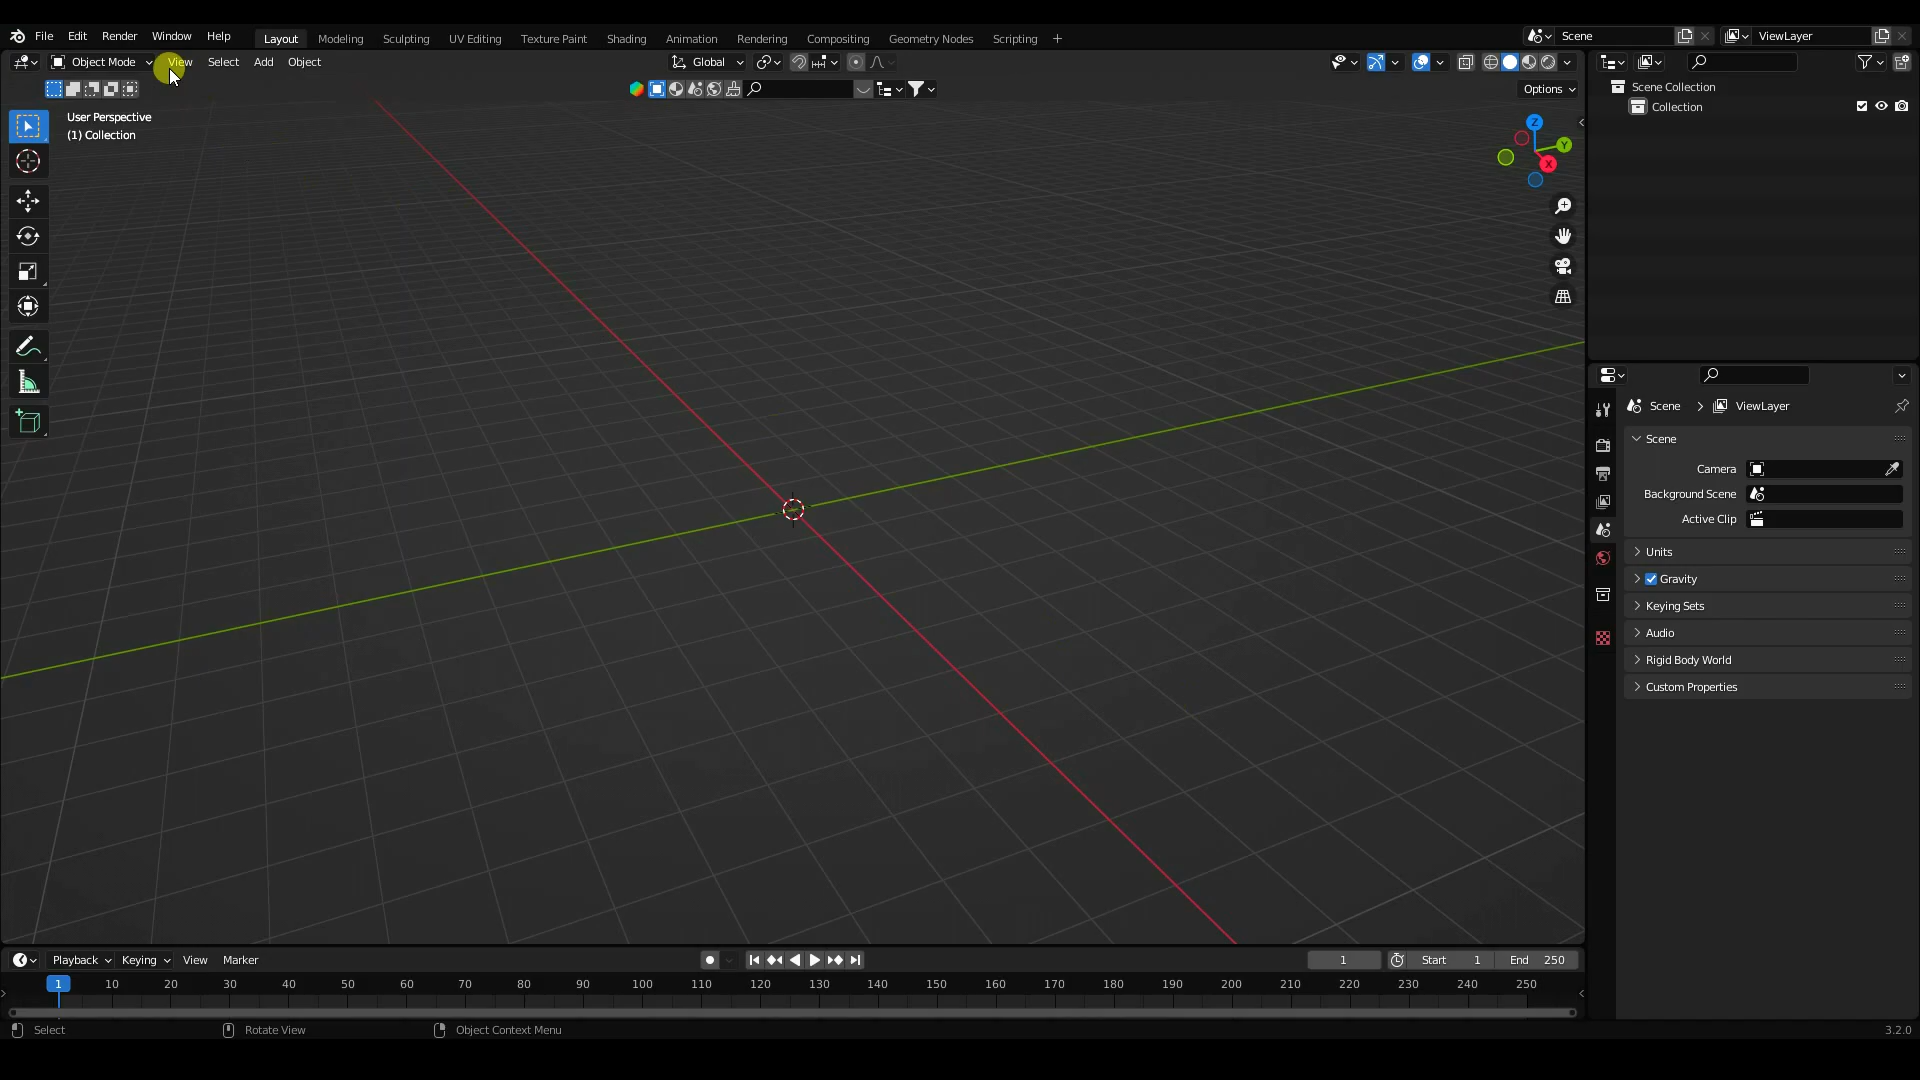 File Edit Render Window Help Layout Modeling Sculpting UV Editing Texture Paint Shading Animation Rendering Compositing Geometry Nodes Scripting + Scene ViewLayer
Object Mode View Select Add Object Global
Options
User Perspective
(1) Collection
Z
Y
X
Scene Collection
Collection
Scene ViewLayer
Scene
Camera
Background Scene
Active Clip
Units
Gravity
Keying Sets
Audio
Rigid Body World
Custom Properties
Playback Keying View Marker 1 Start 1 End 250
1 10 20 30 40 50 60 70 80 90 100 110 120 130 140 150 160 170 180 190 200 210 220 230 240 250
Select Rotate View Object Context Menu 3.2.0